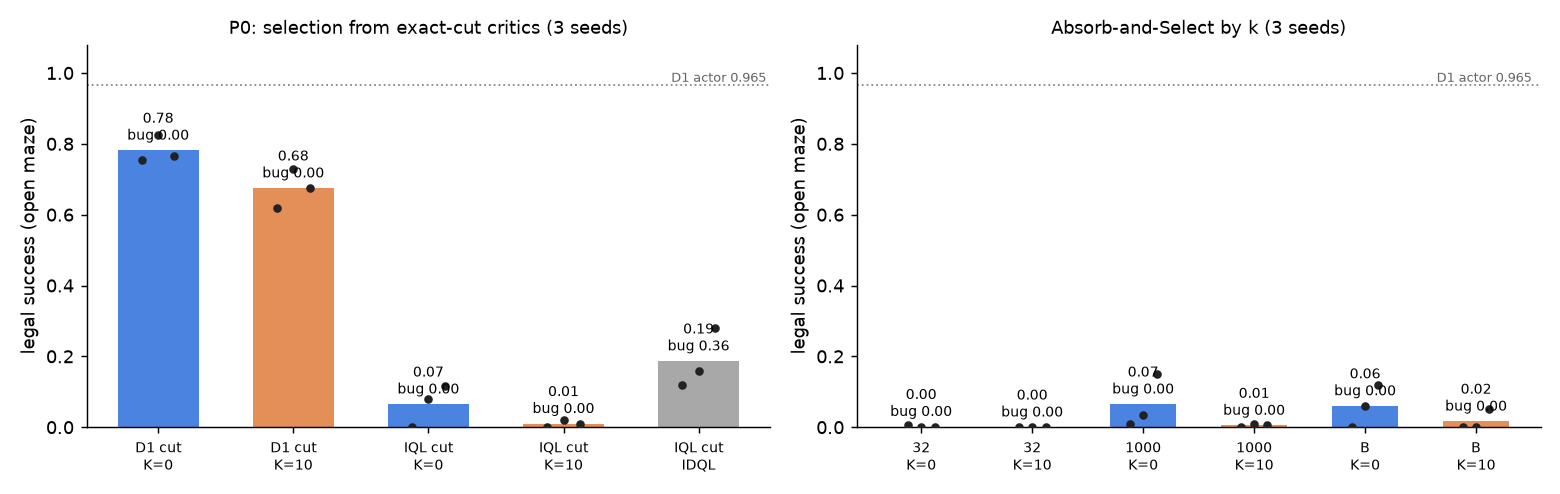 P0: selection from exact-cut critics (3 seeds)
legal success (open maze)
1.0
0.8
0.6
0.4
0.2
0.0
D1 actor 0.965
0.78
bug 0.00
0.68
bug 0.00
0.07
bug 0.00
0.01
bug 0.00
0.19
bug 0.36
D1 cut
K=0
D1 cut
K=10
IQL cut
K=0
IQL cut
K=10
IQL cut
IDQL
Absorb-and-Select by k (3 seeds)
legal success (open maze)
1.0
0.8
0.6
0.4
0.2
0.0
D1 actor 0.965
0.00
bug 0.00
0.00
bug 0.00
0.07
bug 0.00
0.01
bug 0.00
0.06
bug 0.00
0.02
bug 0.00
32
K=0
32
K=10
1000
K=0
1000
K=10
B
K=0
B
K=10